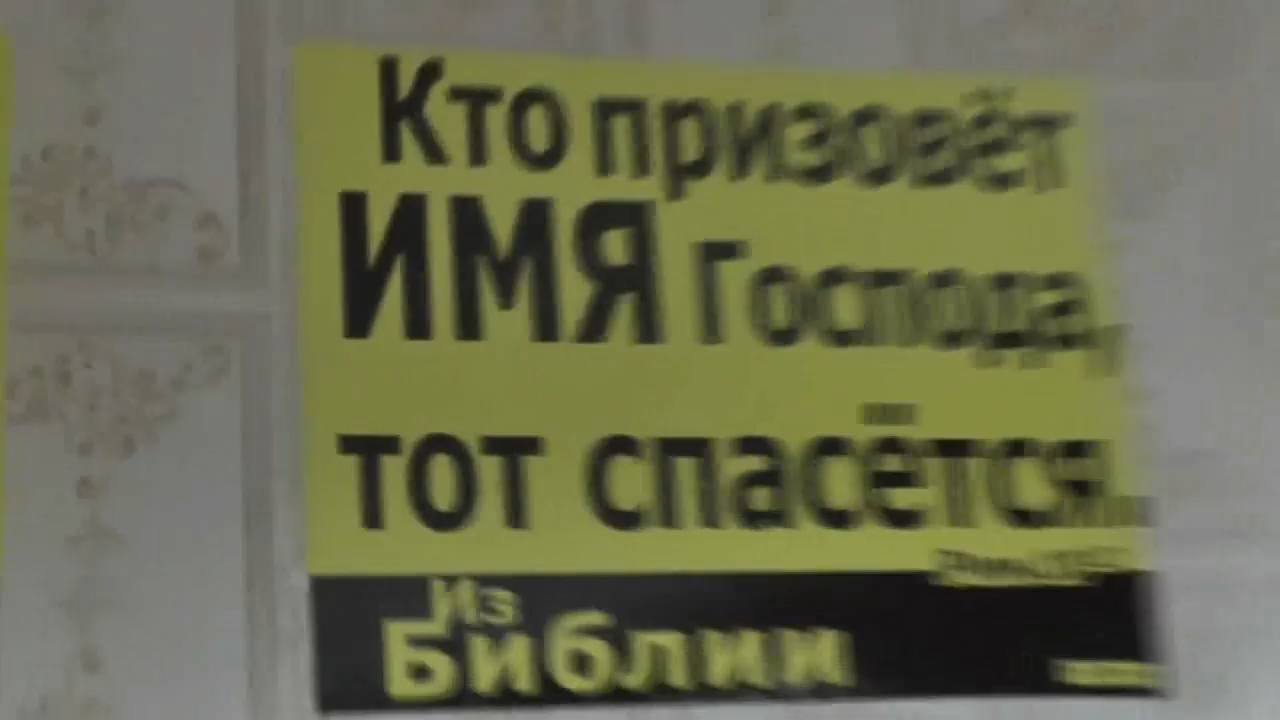 Кто призовёт
ИМЯ Господа,
тот спасётся
Из
Библии